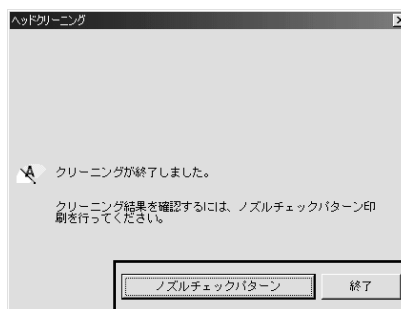 ヘッドクリーニング
クリーニングが終了しました。
クリーニング結果を確認するには、ノズルチェックパターン印
刷を行ってください。
ノズルチェックパターン 終了